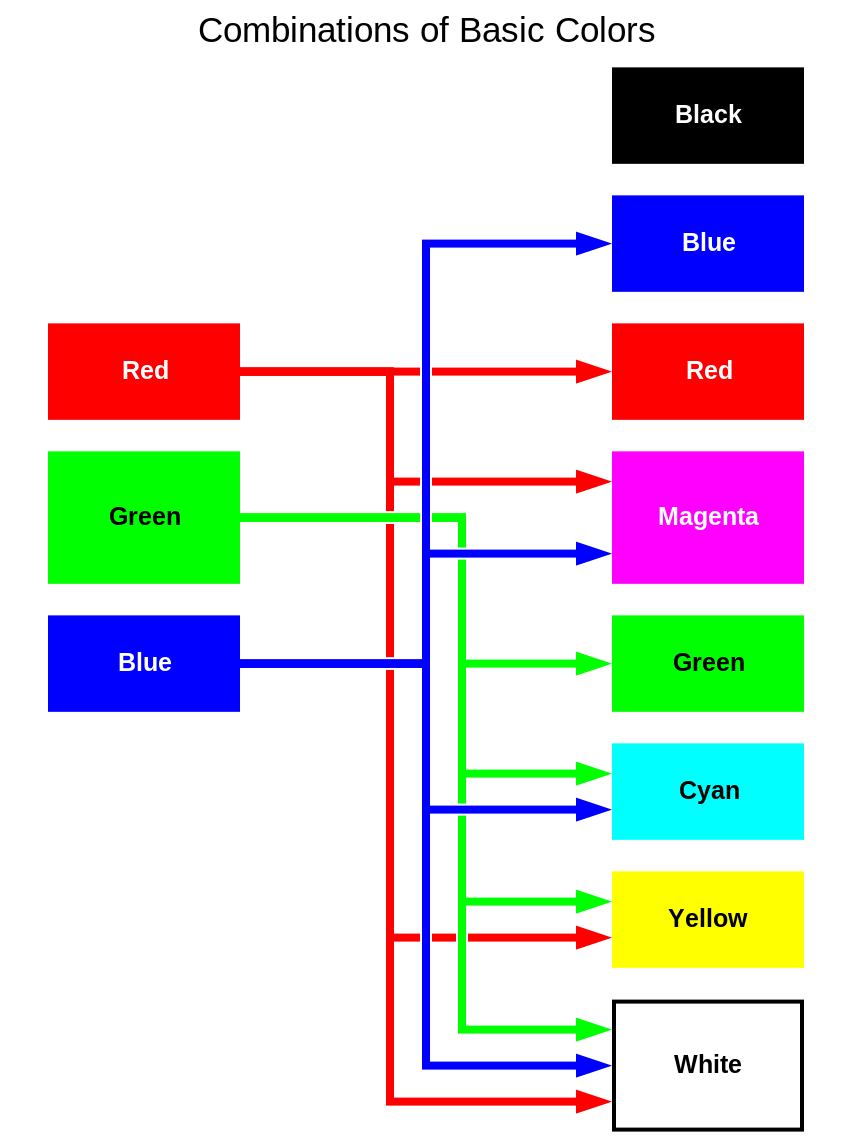 Combinations of Basic Colors
Black
Blue
Red
Red
Green
Magenta
Blue
Green
Cyan
Yellow
White